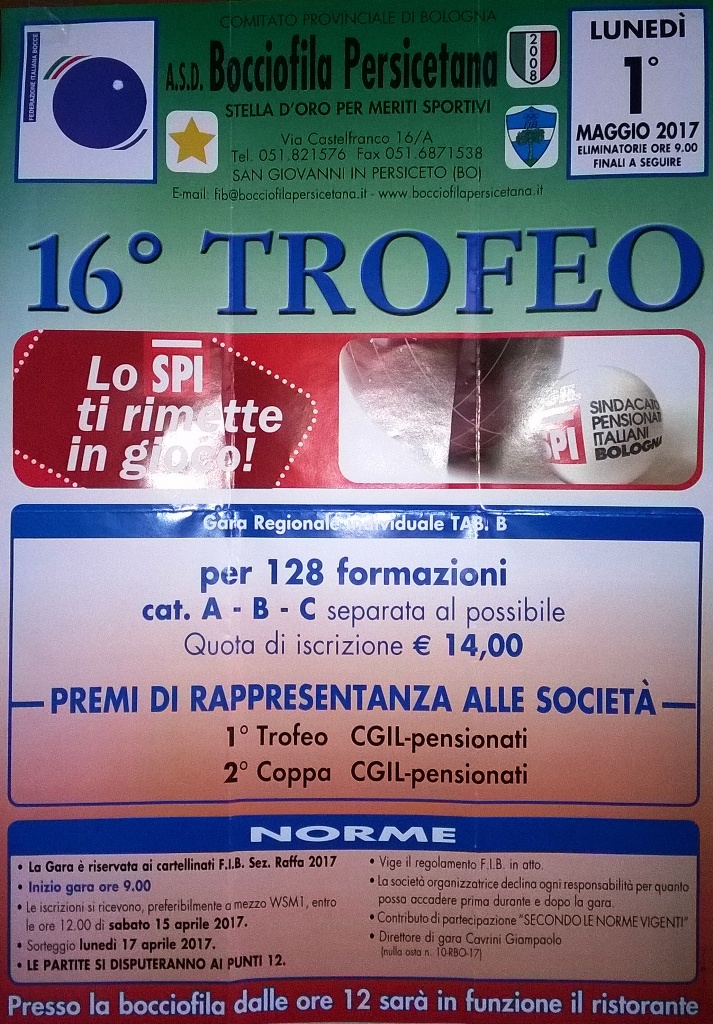 FEDERAZIONE ITALIANA BOCCE
COMITATO PROVINCIALE DI BOLOGNA
A.S.D. Bocciofila Persicetana
STELLA D'ORO PER MERITI SPORTIVI
Via Castelfranco 16/A
Tel. 051.821576 Fax 051.6871538
SAN GIOVANNI IN PERSICETO (BO)
E-mail: fib@bocciofilapersicetana.it - www.bocciofilapersicetana.it
2008
LUNEDÌ
1°
MAGGIO 2017
ELIMINATORIE ORE 9.00
FINALI A SEGUIRE
16° TROFEO
Lo SPI
ti rimette
in gioco!
SPI
SINDACATO
PENSIONATI
ITALIANI
BOLOGNA
Gara Regionale Individuale TAB. B
per 128 formazioni
cat. A - B - C separata al possibile
Quota di iscrizione € 14,00
PREMI DI RAPPRESENTANZA ALLE SOCIETÀ
1° Trofeo CGIL-pensionati
2° Coppa CGIL-pensionati
NORME
• La Gara è riservata ai cartellinati F.I.B. Sez. Raffa 2017
• Inizio gara ore 9.00
• Le iscrizioni si ricevono, preferibilmente a mezzo WSM1, entro
le ore 12.00 di sabato 15 aprile 2017.
• Sorteggio lunedì 17 aprile 2017.
• LE PARTITE SI DISPUTERANNO AI PUNTI 12.
• Vige il regolamento F.I.B. in atto.
• La società organizzatrice declina ogni responsabilità per quanto
possa accadere prima durante e dopo la gara.
• Contributo di partecipazione "SECONDO LE NORME VIGENTI"
• Direttore di gara Cavrini Giampaolo
(nulla osta n. 10-RBO-17)
Presso la bocciofila dalle ore 12 sarà in funzione il ristorante